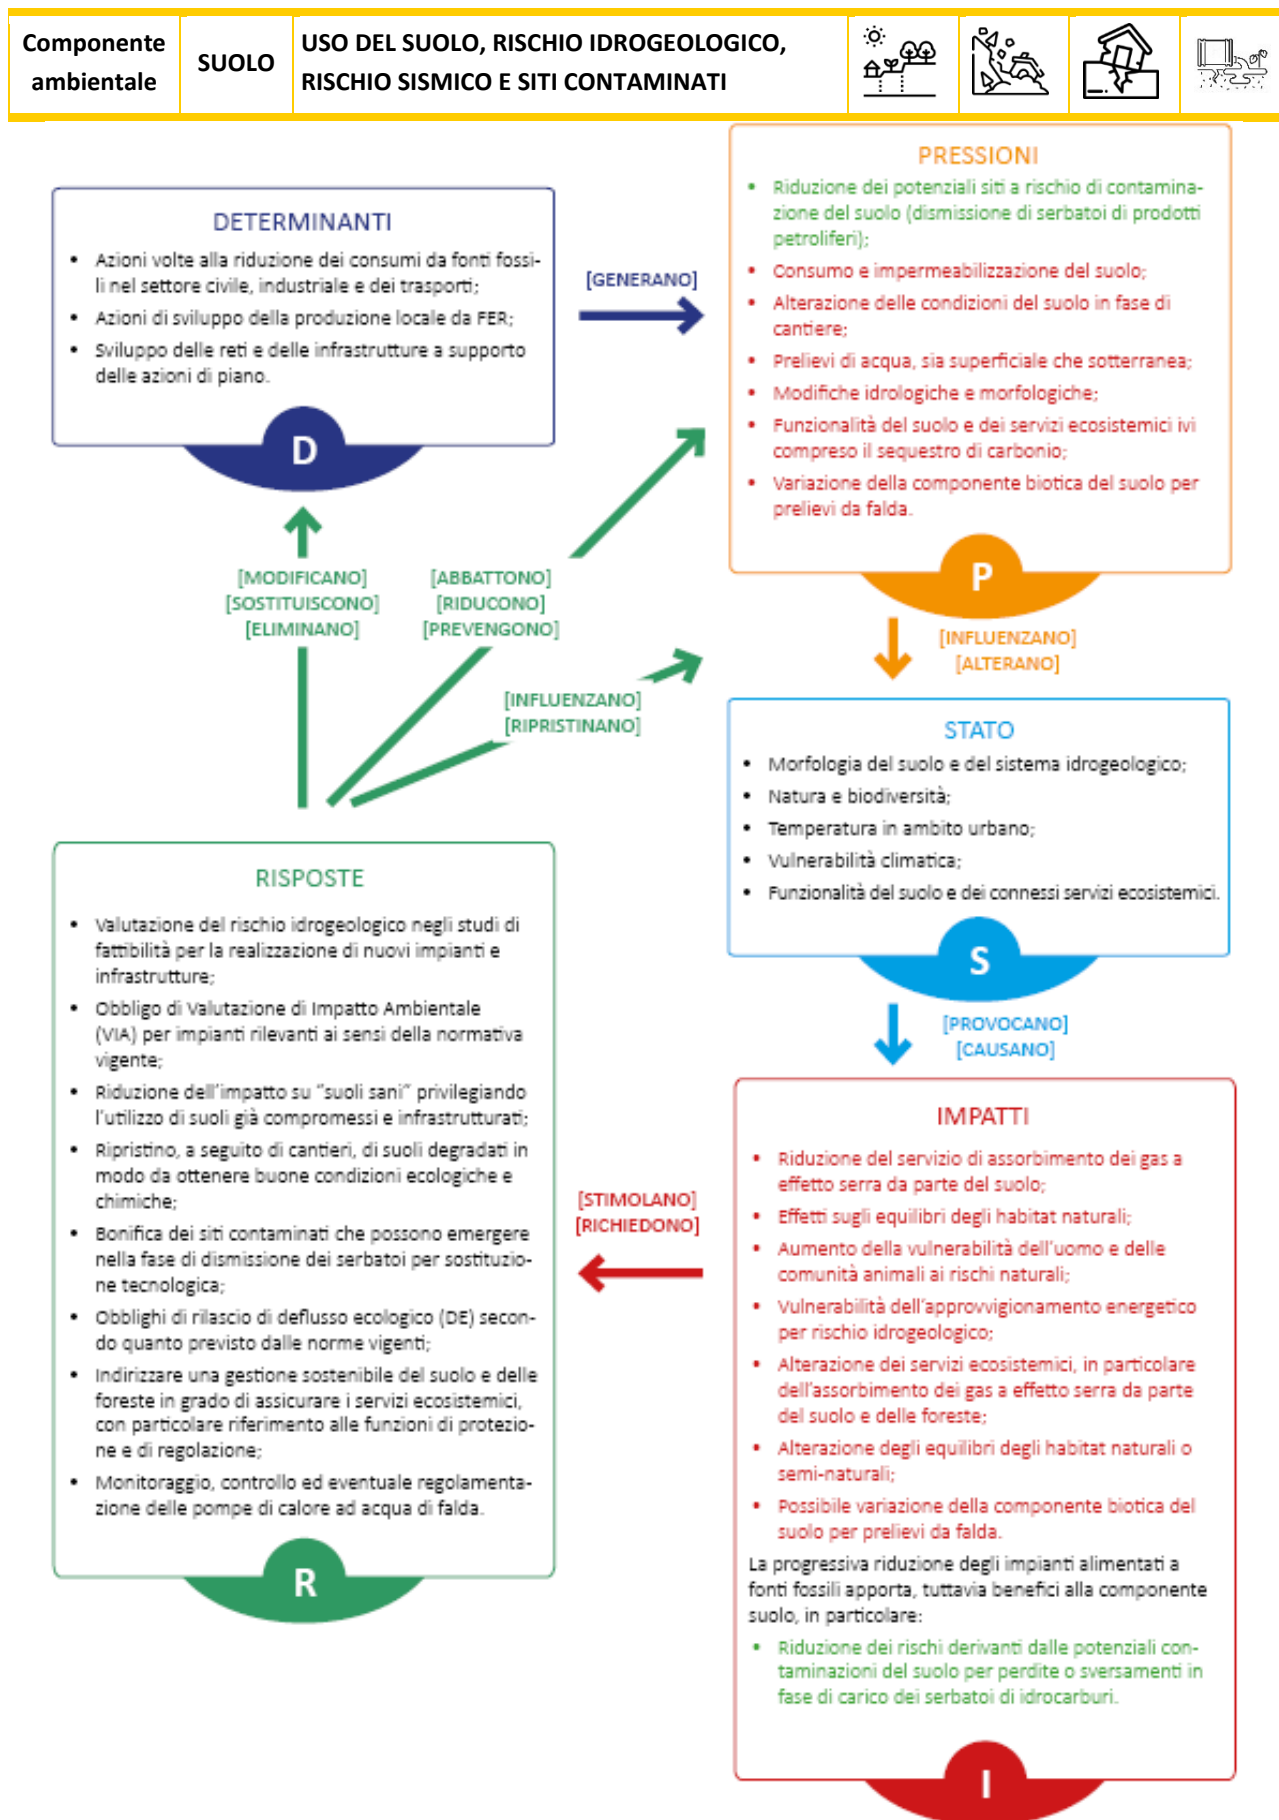 Componente
ambientale
SUOLO
USO DEL SUOLO, RISCHIO IDROGEOLOGICO,
RISCHIO SISMICO E SITI CONTAMINATI
DETERMINANTI
• Azioni volte alla riduzione dei consumi da fonti fossi-
li nel settore civile, industriale e dei trasporti;
• Azioni di sviluppo della produzione locale da FER;
• Sviluppo delle reti e delle infrastrutture a supporto
delle azioni di piano.
D
[GENERANO]
PRESSIONI
• Riduzione dei potenziali siti a rischio di contamina-
zione del suolo (dismissione di serbatoi di prodotti
petroliferi);
• Consumo e impermeabilizzazione del suolo;
• Alterazione delle condizioni del suolo in fase di
cantiere;
• Prelievi di acqua, sia superficiale che sotterranea;
• Modifiche idrologiche e morfologiche;
• Funzionalità del suolo e dei servizi ecosistemici ivi
compreso il sequestro di carbonio;
• Variazione della componente biotica del suolo per
prelievi da falda.
P
[MODIFICANO]
[SOSTITUISCONO]
[ELIMINANO]
[ABBATTONO]
[RIDUCONO]
[PREVENGONO]
[INFLUENZANO]
[RIPRISTINANO]
[INFLUENZANO]
[ALTERANO]
STATO
• Morfologia del suolo e del sistema idrogeologico;
• Natura e biodiversità;
• Temperatura in ambito urbano;
• Vulnerabilità climatica;
• Funzionalità del suolo e dei connessi servizi ecosistemici.
S
[PROVOCANO]
[CAUSANO]
RISPOSTE
• Valutazione del rischio idrogeologico negli studi di
fattibilità per la realizzazione di nuovi impianti e
infrastrutture;
• Obbligo di Valutazione di Impatto Ambientale
(VIA) per impianti rilevanti ai sensi della normativa
vigente;
• Riduzione dell'impatto su "suoli sani" privilegiando
l'utilizzo di suoli già compromessi e infrastrutturati;
• Ripristino, a seguito di cantieri, di suoli degradati in
modo da ottenere buone condizioni ecologiche e
chimiche;
• Bonifica dei siti contaminati che possono emergere
nella fase di dismissione dei serbatoi per sostituzio-
ne tecnologica;
• Obblighi di rilascio di deflusso ecologico (DE) secon-
do quanto previsto dalle norme vigenti;
• Indirizzare una gestione sostenibile del suolo e delle
foreste in grado di assicurare i servizi ecosistemici,
con particolare riferimento alle funzioni di protezio-
ne e di regolazione;
• Monitoraggio, controllo ed eventuale regolamenta-
zione delle pompe di calore ad acqua di falda.
R
[STIMOLANO]
[RICHIEDONO]
IMPATTI
• Riduzione del servizio di assorbimento dei gas a
effetto serra da parte del suolo;
• Effetti sugli equilibri degli habitat naturali;
• Aumento della vulnerabilità dell'uomo e delle
comunità animali ai rischi naturali;
• Vulnerabilità dell'approvvigionamento energetico
per rischio idrogeologico;
• Alterazione dei servizi ecosistemici, in particolare
dell'assorbimento dei gas a effetto serra da parte
del suolo e delle foreste;
• Alterazione degli equilibri degli habitat naturali o
semi-naturali;
• Possibile variazione della componente biotica del
suolo per prelievi da falda.
La progressiva riduzione degli impianti alimentati a
fonti fossili apporta, tuttavia benefici alla componente
suolo, in particolare:
• Riduzione dei rischi derivanti dalle potenziali con-
taminazioni del suolo per perdite o sversamenti in
fase di carico dei serbatoi di idrocarburi.
I